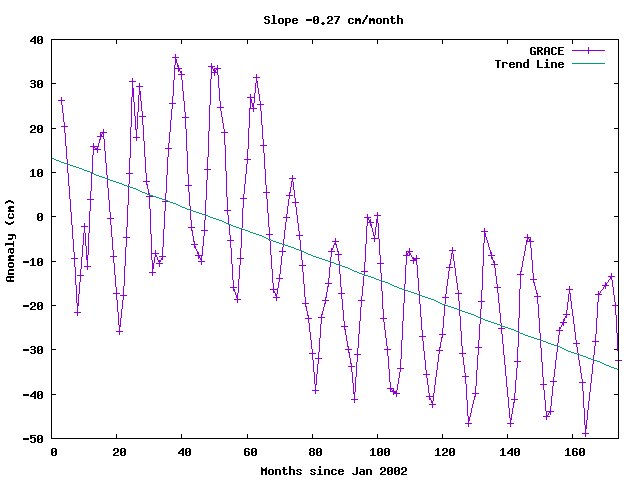 Slope -0.27 cm/month
GRACE
Trend Line
40
30
20
10
0
-10
-20
-30
-40
-50
Anomaly (cm)
0 20 40 60 80 100 120 140 160
Months since Jan 2002